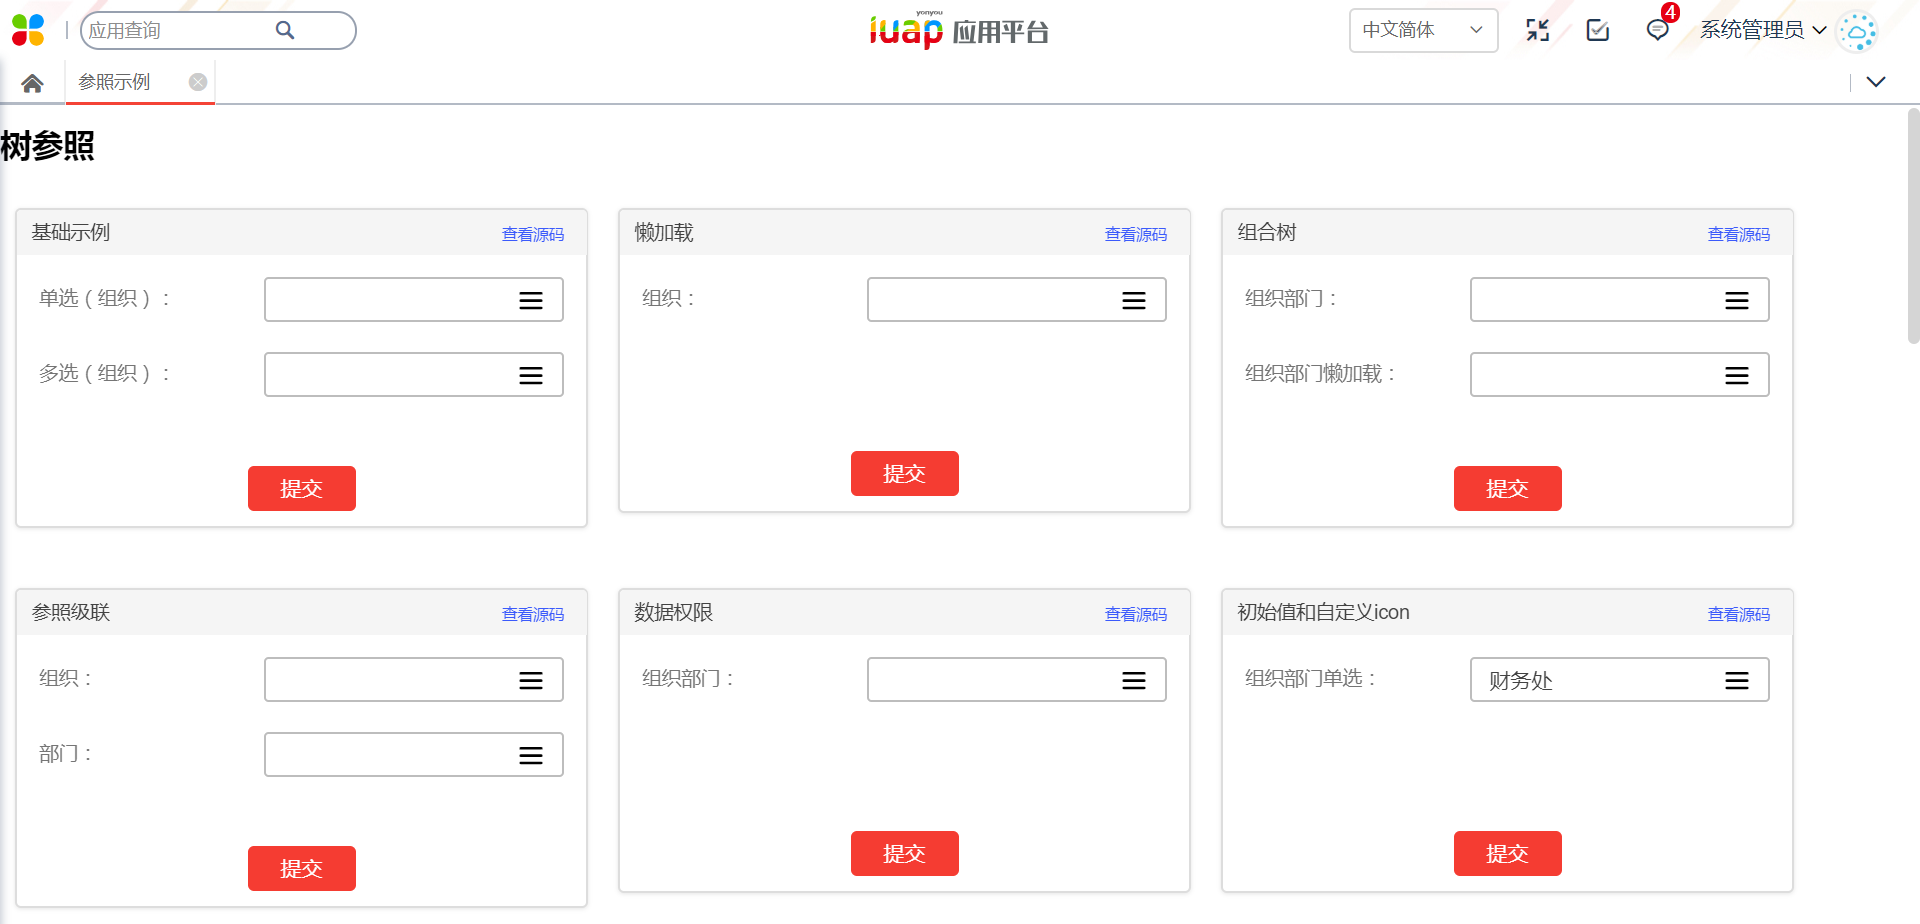 应用查询
yonyou
iuap 应用平台
中文简体
4
系统管理员
参照示例
树参照
基础示例 查看源码
单选（组织）：
多选（组织）：
提交
懒加载 查看源码
组织：
提交
组合树 查看源码
组织部门：
组织部门懒加载：
提交
参照级联 查看源码
组织：
部门：
提交
数据权限 查看源码
组织部门：
提交
初始值和自定义icon 查看源码
组织部门单选： 财务处
提交